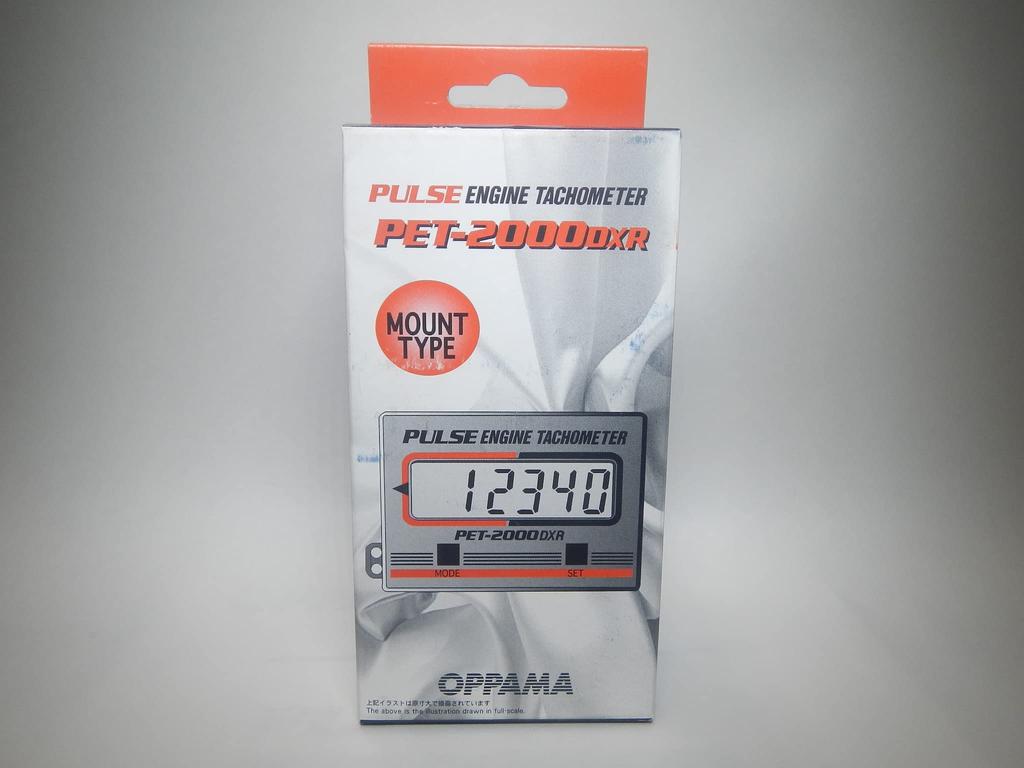 PULSE ENGINE TACHOMETER
PET-2000DXR
MOUNT
TYPE
PULSE ENGINE TACHOMETER
12340
PET-2000DXR
MODE SET
OPPAMA
上記イラストは原寸大で描画されています
The above is the illustration drawn in full-scale.